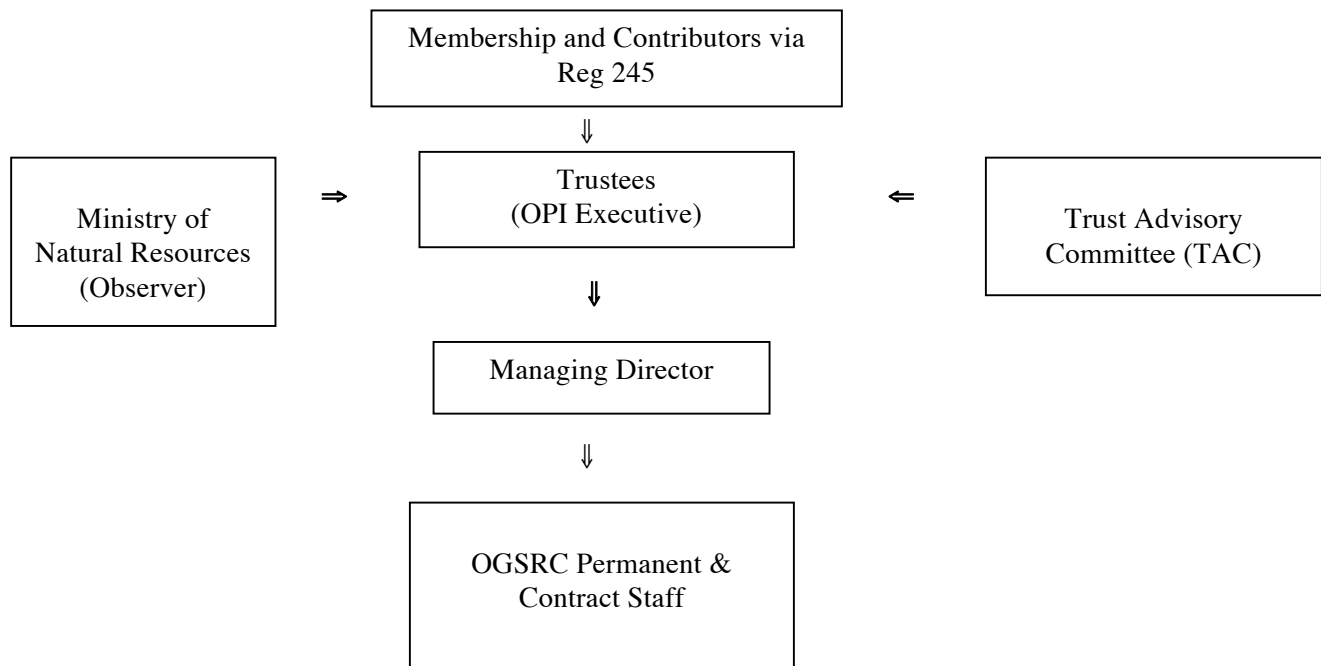 Membership and Contributors via
Reg 245
⇓
Trustees
(OPI Executive)
⇒
⇐
Ministry of
Natural Resources
(Observer)
Trust Advisory
Committee (TAC)
⇓
Managing Director
⇓
OGSRC Permanent &
Contract Staff